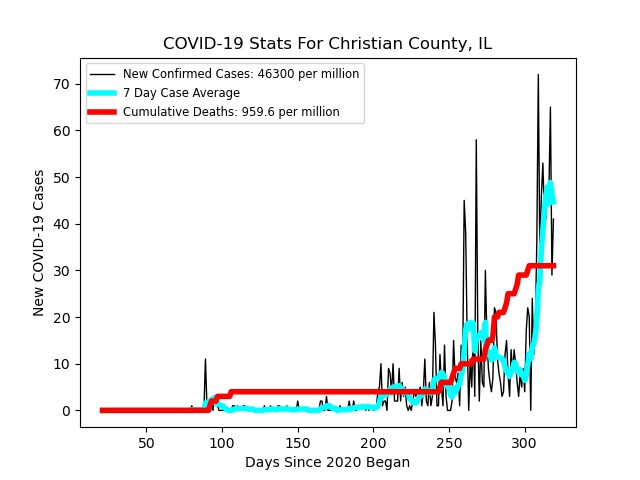 COVID-19 Stats For Christian County, IL
New Confirmed Cases: 46300 per million
7 Day Case Average
Cumulative Deaths: 959.6 per million
New COVID-19 Cases
70
60
50
40
30
20
10
0
50 100 150 200 250 300
Days Since 2020 Began